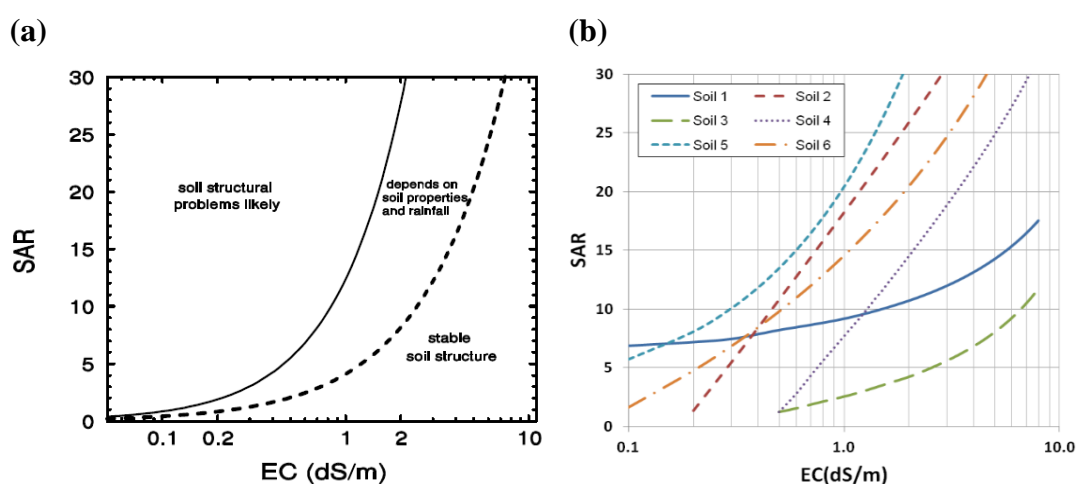 (a)
30
25
20
15
10
5
0
SAR
soil structural
problems likely
depends on
soil properties
and rainfall
stable
soil structure
0.1 0.2 1 2 10
EC (dS/m)
(b)
30
25
20
15
10
5
0
SAR
Soil 1 Soil 2
Soil 3 Soil 4
Soil 5 Soil 6
0.1 1.0 10.0
EC(dS/m)